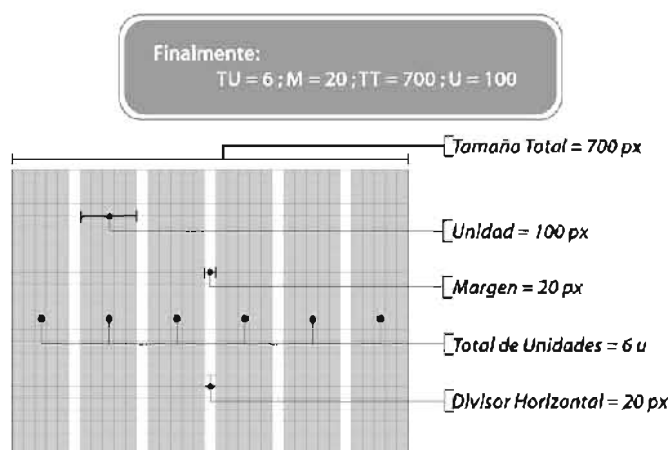 Finalmente:
TU = 6 ; M = 20 ; TT = 700 ; U = 100
Tamaño Total = 700 px
Unidad = 100 px
Margen = 20 px
Total de Unidades = 6 u
Divisor Horizontal = 20 px